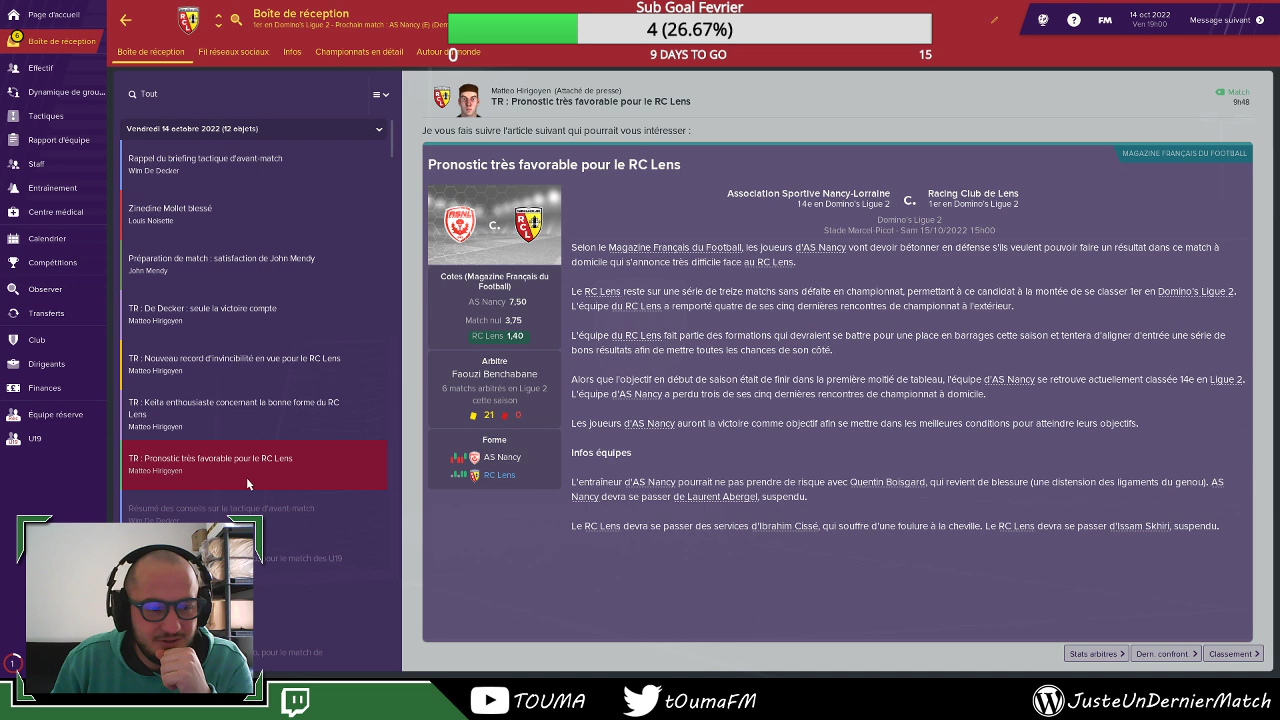 Page d'accueil
6
Boîte de réception
Effectif
Dynamique de grou...
Tactiques
Rapport d'équipe
Staff
Entraînement
Centre médical
Calendrier
Compétitions
Observer
Transferts
Club
Dirigeants
Finances
Équipe réserve
U19
1
Boîte de réception
Sub Goal Fevrier
4 (26.67%)
0
9 DAYS TO GO
15
FM
14 oct 2022
Ven 19h00
Message suivant
Boîte de réception
Fil réseaux sociaux
Infos
Championnats en détail
Tout
Vendredi 14 octobre 2022 (12 objets)
Rappel du briefing tactique d'avant-match
Wim De Decker
Zinedine Mollet blessé
Louis Noisette
Préparation de match : satisfaction de John Mendy
John Mendy
TR : De Decker : seule la victoire compte
Matteo Hirigoyen
TR : Nouveau record d'invincibilité en vue pour le RC Lens
Matteo Hirigoyen
TR : Keita enthousiaste concernant la bonne forme du RC
Lens
Matteo Hirigoyen
TR : Pronostic très favorable pour le RC Lens
Matteo Hirigoyen
Résumé des conseils sur la tactique d'avant-match
Wim De Decker
pour le match des U19
pour le match de
Matteo Hirigoyen (Attaché de presse)
TR : Pronostic très favorable pour le RC Lens
Match
9h48
Je vous fais suivre l'article suivant qui pourrait vous intéresser :
Pronostic très favorable pour le RC Lens
MAGAZINE FRANÇAIS DU FOOTBALL
C.
Cotes (Magazine Français du
Football)
AS Nancy 7,50
Match nul 3,75
RC Lens 1,40
Arbitre
Faouzi Benchabane
6 matchs arbitrés en Ligue 2
cette saison
21 0
Forme
AS Nancy
RC Lens
Association Sportive Nancy-Lorraine
14e en Domino's Ligue 2
C.
Racing Club de Lens
1er en Domino's Ligue 2
Domino's Ligue 2
Stade Marcel-Picot - Sam 15/10/2022 15h00
Selon le Magazine Français du Football, les joueurs d'AS Nancy vont devoir bétonner en défense s'ils veulent pouvoir faire un résultat dans ce match à
domicile qui s'annonce très difficile face au RC Lens.
Le RC Lens reste sur une série de treize matchs sans défaite en championnat, permettant à ce candidat à la montée de se classer 1er en Domino's Ligue 2.
L'équipe du RC Lens a remporté quatre de ses cinq dernières rencontres de championnat à l'extérieur.
L'équipe du RC Lens fait partie des formations qui devraient se battre pour une place en barrages cette saison et tentera d'aligner d'entrée une série de
bons résultats afin de mettre toutes les chances de son côté.
Alors que l'objectif en début de saison était de finir dans la première moitié de tableau, l'équipe d'AS Nancy se retrouve actuellement classée 14e en Ligue 2.
L'équipe d'AS Nancy a perdu trois de ses cinq dernières rencontres de championnat à domicile.
Les joueurs d'AS Nancy auront la victoire comme objectif afin se mettre dans les meilleures conditions pour atteindre leurs objectifs.
Infos équipes
L'entraîneur d'AS Nancy pourrait ne pas prendre de risque avec Quentin Boisgard, qui revient de blessure (une distension des ligaments du genou). AS
Nancy devra se passer de Laurent Abergel, suspendu.
Le RC Lens devra se passer des services d'Ibrahim Cissé, qui souffre d'une foulure à la cheville. Le RC Lens devra se passer d'Issam Skhiri, suspendu.
Stats arbitres
Dern. confront.
Classement
TOUMA
tOumaFM
JusteUnDernierMatch